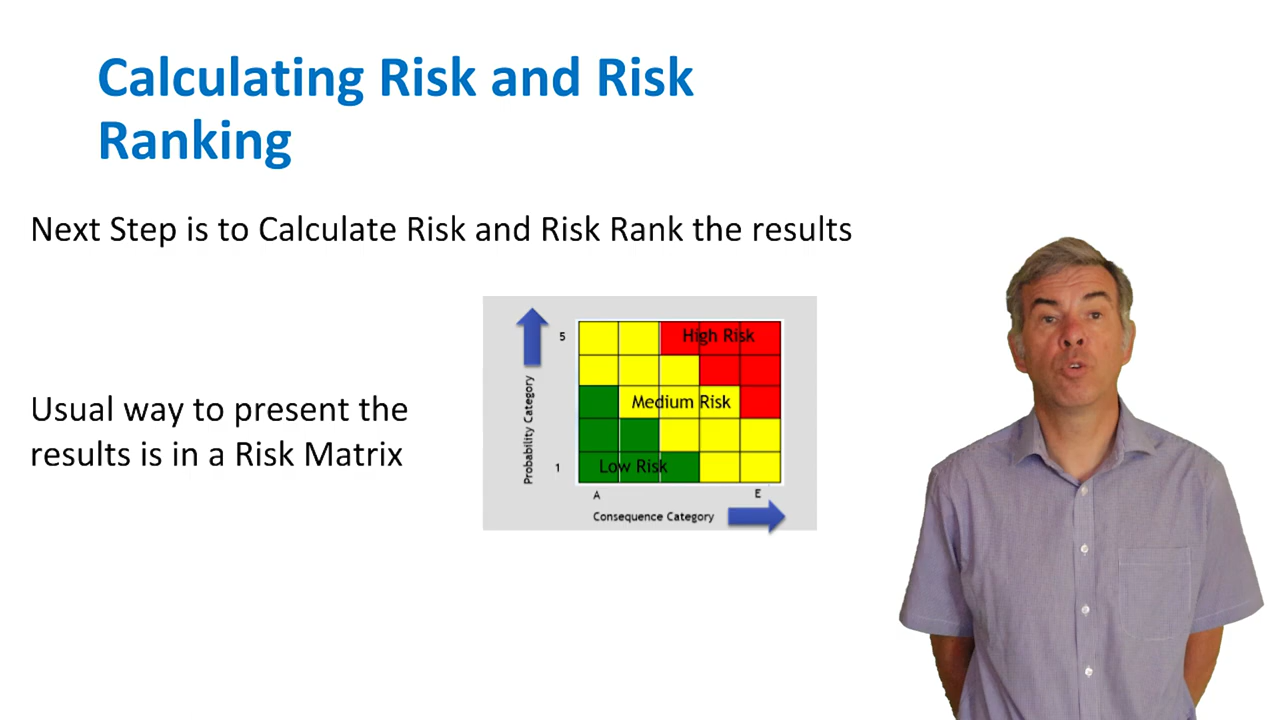 Calculating Risk and Risk
Ranking
Next Step is to Calculate Risk and Risk Rank the results
Usual way to present the
results is in a Risk Matrix
Probability Category
5
1
High Risk
Medium Risk
Low Risk
A
E
Consequence Category